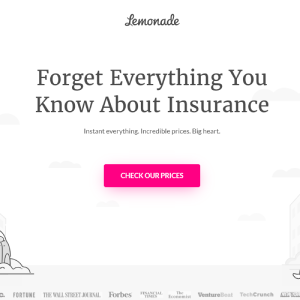 Lemonade
Forget Everything You
Know About Insurance
Instant everything. Incredible prices. Big heart.
CHECK OUR PRICES
FORTUNE THE WALL STREET JOURNAL Forbes FINANCIAL TIMES The Economist VentureBeat TechCrunch